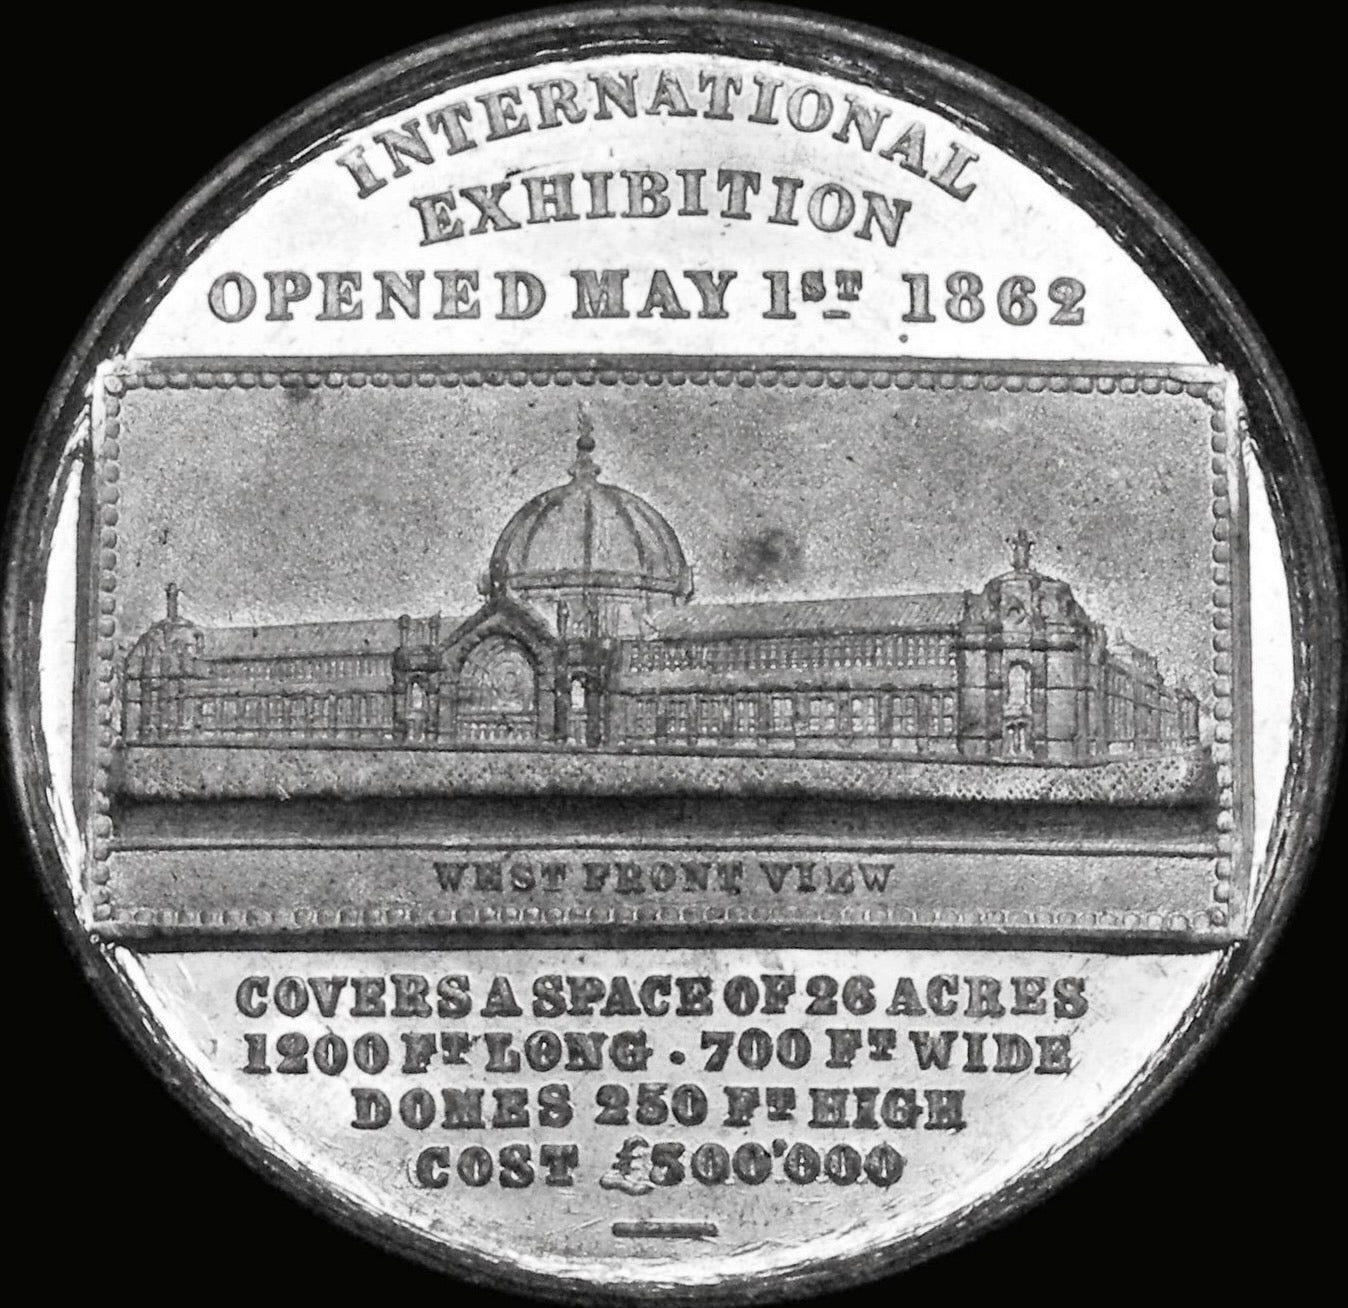 INTERNATIONAL
EXHIBITION
OPENED MAY 1ST 1862
WEST FRONT VIEW
COVERS A SPACE OF 26 ACRES
1200 FT LONG · 700 FT WIDE
DOMES 250 FT HIGH
COST £500'000